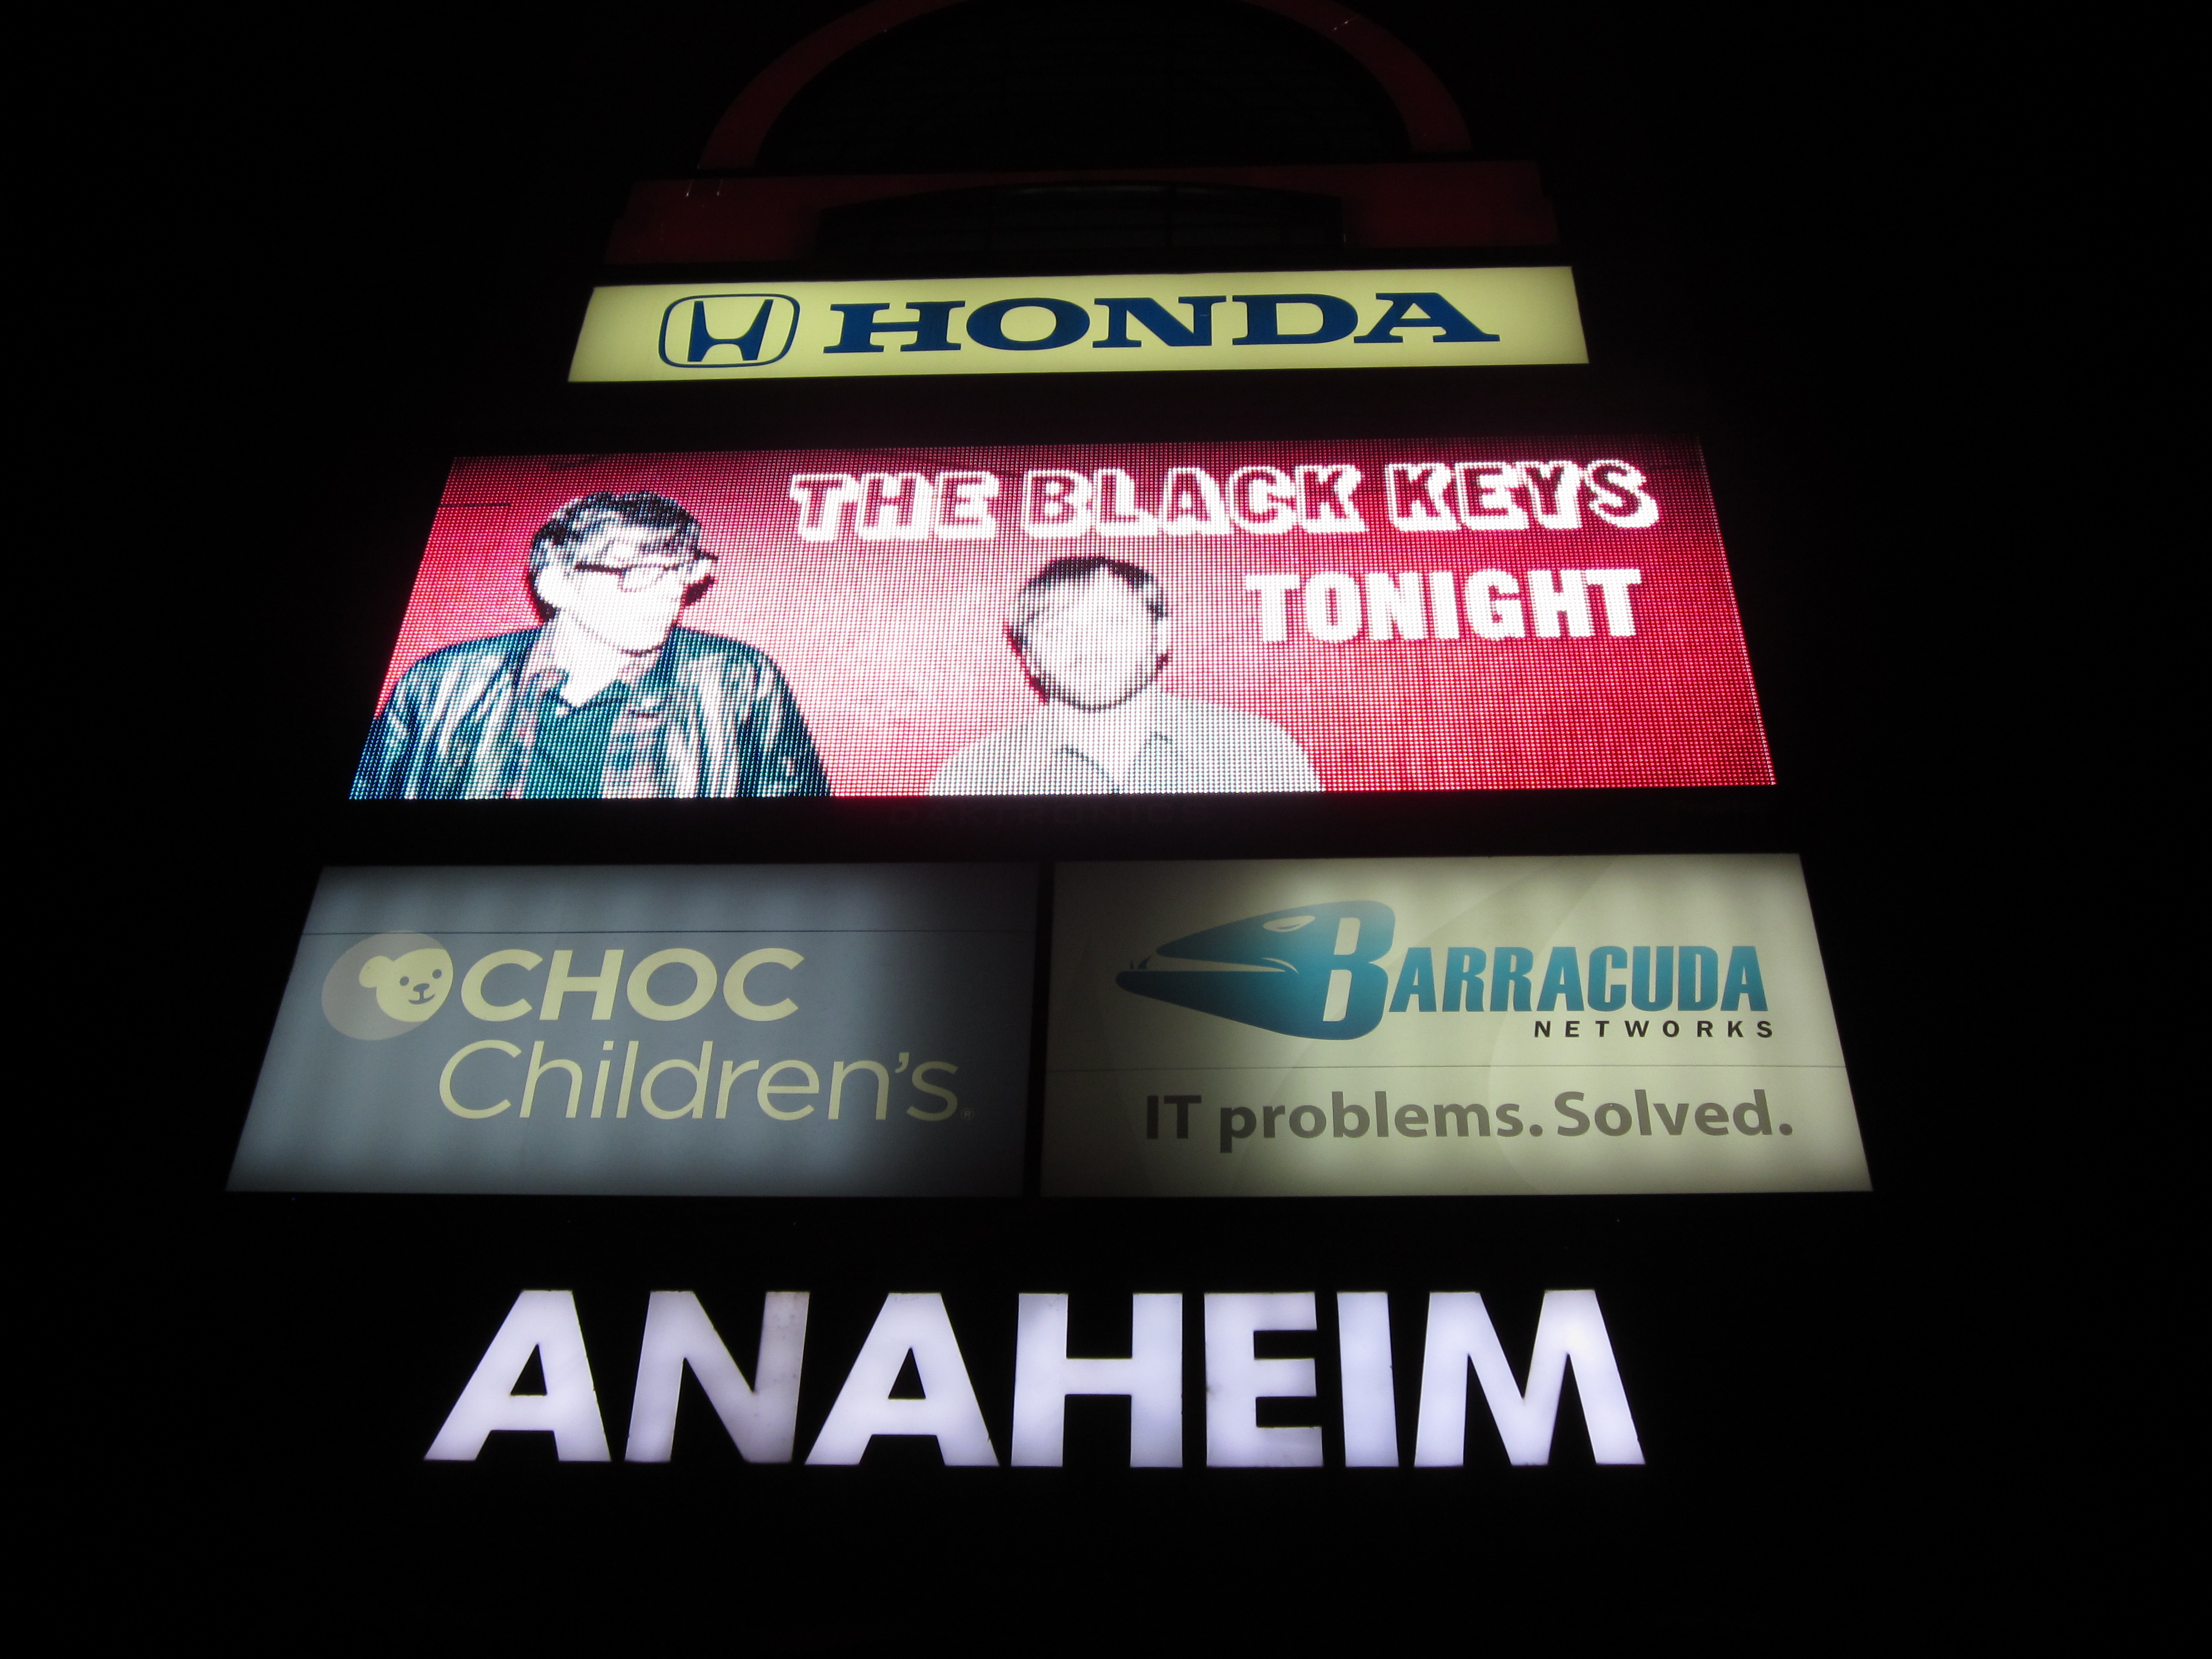 HONDA
THE BLACK KEYS
TONIGHT
CHOC
Children's®
BARRACUDA
NETWORKS
IT problems. Solved.
ANAHEIM